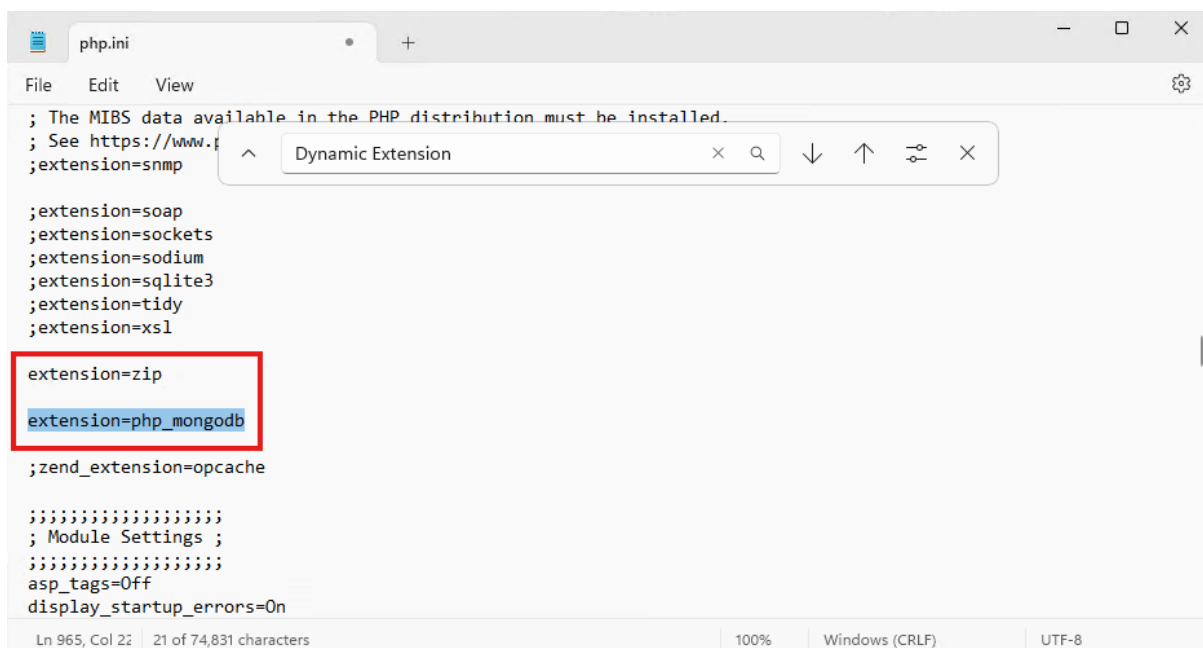 php.ini
File Edit View
; The MIBS data available in the PHP distribution must be installed.
; See https://www.p
;extension=snmp
Dynamic Extension
;extension=soap
;extension=sockets
;extension=sodium
;extension=sqlite3
;extension=tidy
;extension=xsl
extension=zip
extension=php_mongodb
;zend_extension=opcache
;;;;;;;;;;;;;;;;;;;
; Module Settings ;
;;;;;;;;;;;;;;;;;;;
asp_tags=Off
display_startup_errors=On
Ln 965, Col 22 21 of 74,831 characters 100% Windows (CRLF) UTF-8